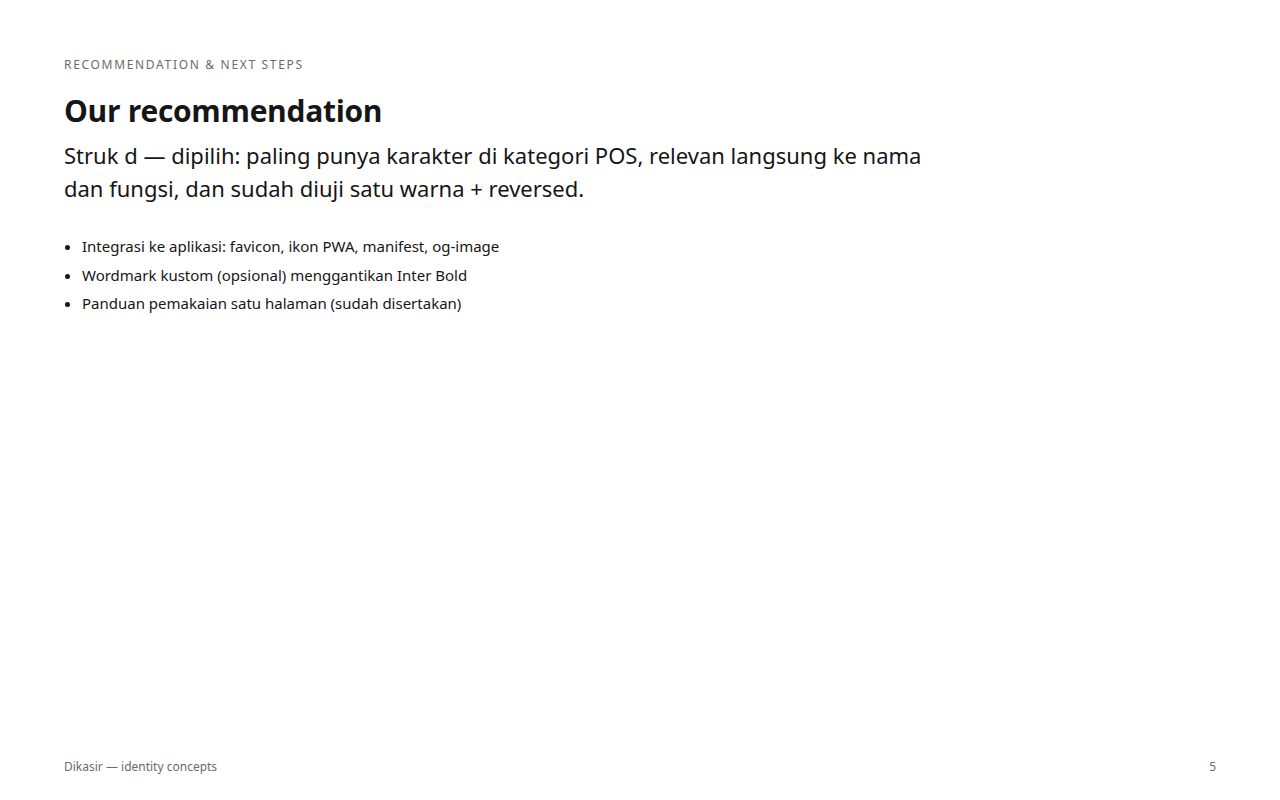 RECOMMENDATION & NEXT STEPS
Our recommendation
Struk d — dipilih: paling punya karakter di kategori POS, relevan langsung ke nama
dan fungsi, dan sudah diuji satu warna + reversed.
• Integrasi ke aplikasi: favicon, ikon PWA, manifest, og-image
• Wordmark kustom (opsional) menggantikan Inter Bold
• Panduan pemakaian satu halaman (sudah disertakan)
Dikasir — identity concepts
5